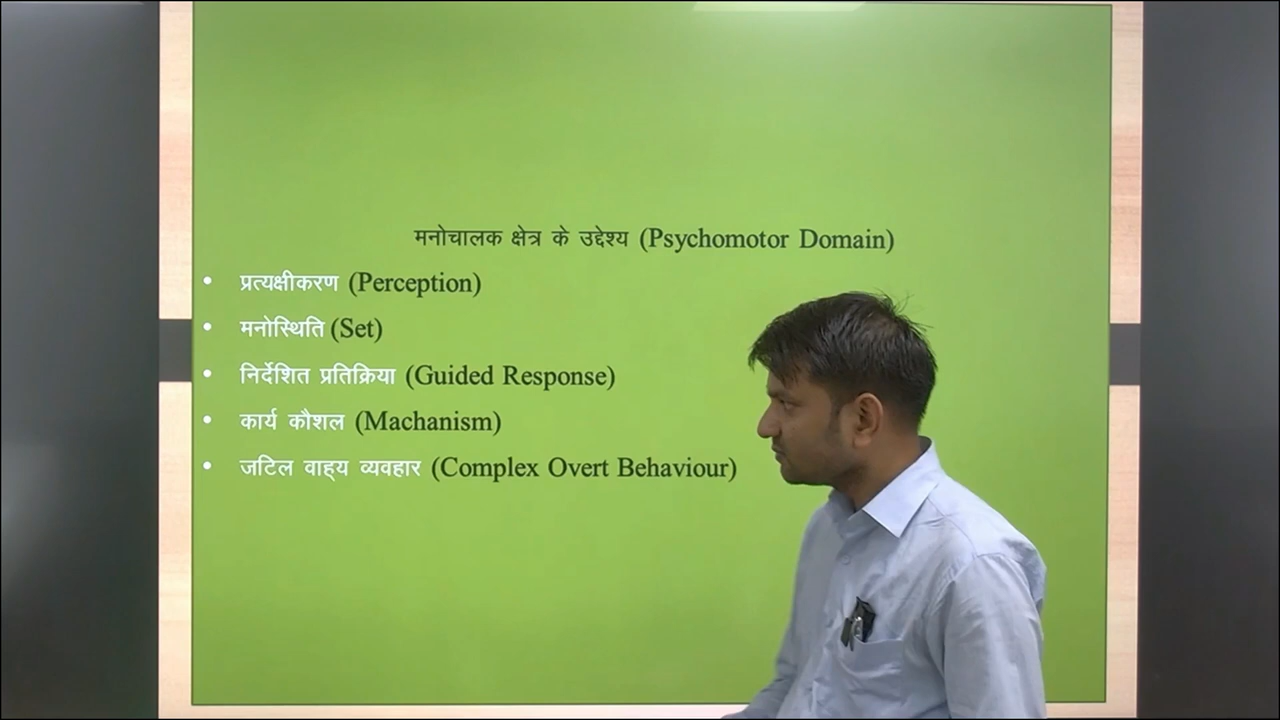 मनोचालक क्षेत्र के उद्देश्य (Psychomotor Domain)
• प्रत्यक्षीकरण (Perception)
• मनोस्थिति (Set)
• निर्देशित प्रतिक्रिया (Guided Response)
• कार्य कौशल (Machanism)
• जटिल वाह्य व्यवहार (Complex Overt Behaviour)